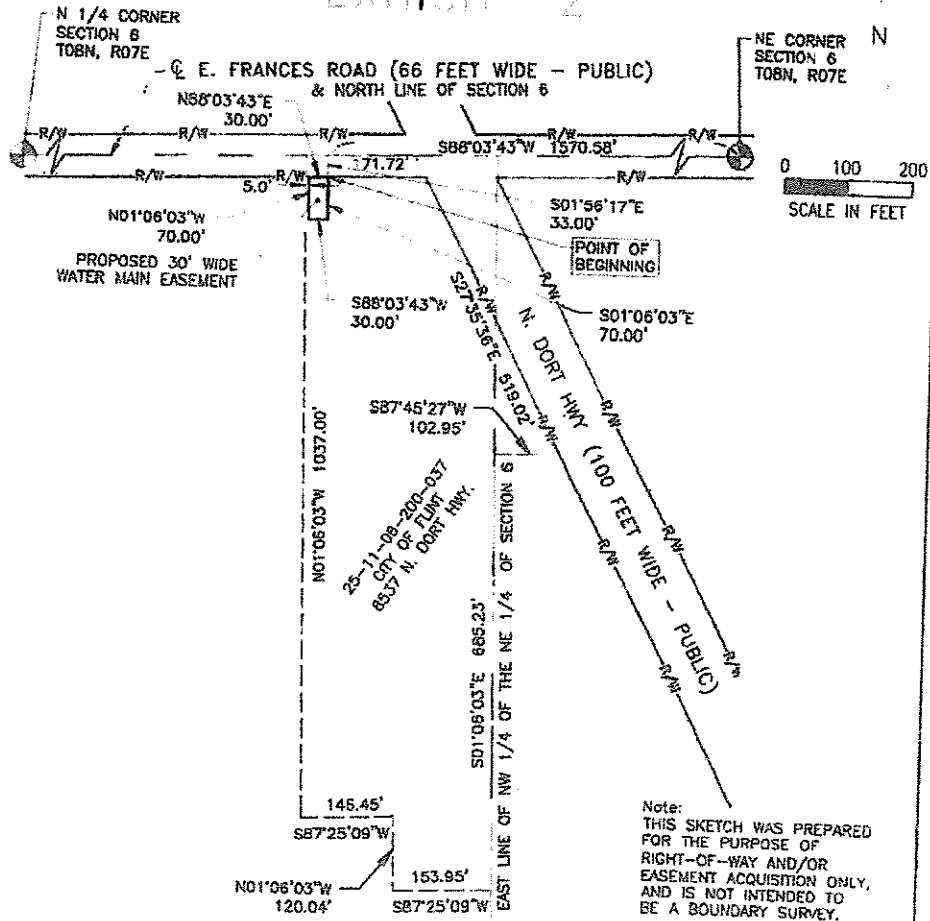 EXHIBIT 2
N 1/4 CORNER
SECTION 6
T08N, R07E
NE CORNER
SECTION 6
T08N, R07E
N
℄ E. FRANCES ROAD (66 FEET WIDE - PUBLIC)
& NORTH LINE OF SECTION 6
N88°03'43"E
30.00'
R/W
R/W
R/W
R/W
R/W
S88°03'43"W 1570.58'
71.72'
R/W
R/W
R/W
5.0'
0 100 200
SCALE IN FEET
N01°06'03"W
70.00'
PROPOSED 30' WIDE
WATER MAIN EASEMENT
S01°56'17"E
33.00'
POINT OF
BEGINNING
S88°03'43"W
30.00'
S01°06'03"E
70.00'
S27°35'36"E 519.02'
R/W
R/W
R/W
R/W
R/W
R/W
R/W
R/W
N. DORT HWY (100 FEET WIDE - PUBLIC)
S87°45'27"W
102.95'
N01°06'03"W 1037.00'
25-11-06-200-037
CITY OF FLINT
8537 N. DORT HWY.
S01°06'03"E 685.23'
EAST LINE OF NW 1/4 OF THE NE 1/4 OF SECTION 6
146.45'
S87°25'09"W
N01°06'03"W
120.04'
153.95'
S87°25'09"W
Note:
THIS SKETCH WAS PREPARED
FOR THE PURPOSE OF
RIGHT-OF-WAY AND/OR
EASEMENT ACQUISITION ONLY,
AND IS NOT INTENDED TO
BE A BOUNDARY SURVEY.